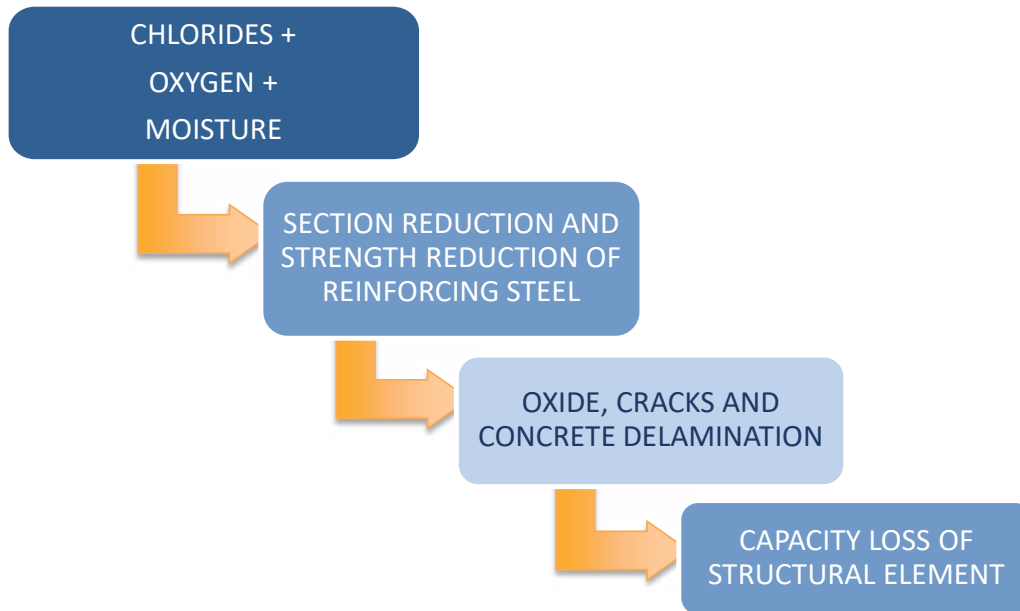 CHLORIDES +
OXYGEN +
MOISTURE
SECTION REDUCTION AND
STRENGTH REDUCTION OF
REINFORCING STEEL
OXIDE, CRACKS AND
CONCRETE DELAMINATION
CAPACITY LOSS OF
STRUCTURAL ELEMENT